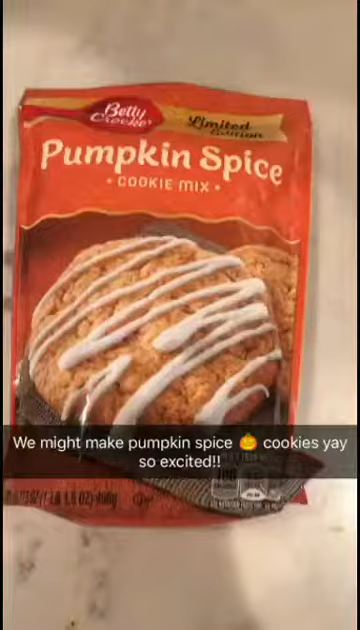 Betty
Crocker
Limited
Edition
Pumpkin Spice
• COOKIE MIX •
We might make pumpkin spice 🎃 cookies yay
so excited!!